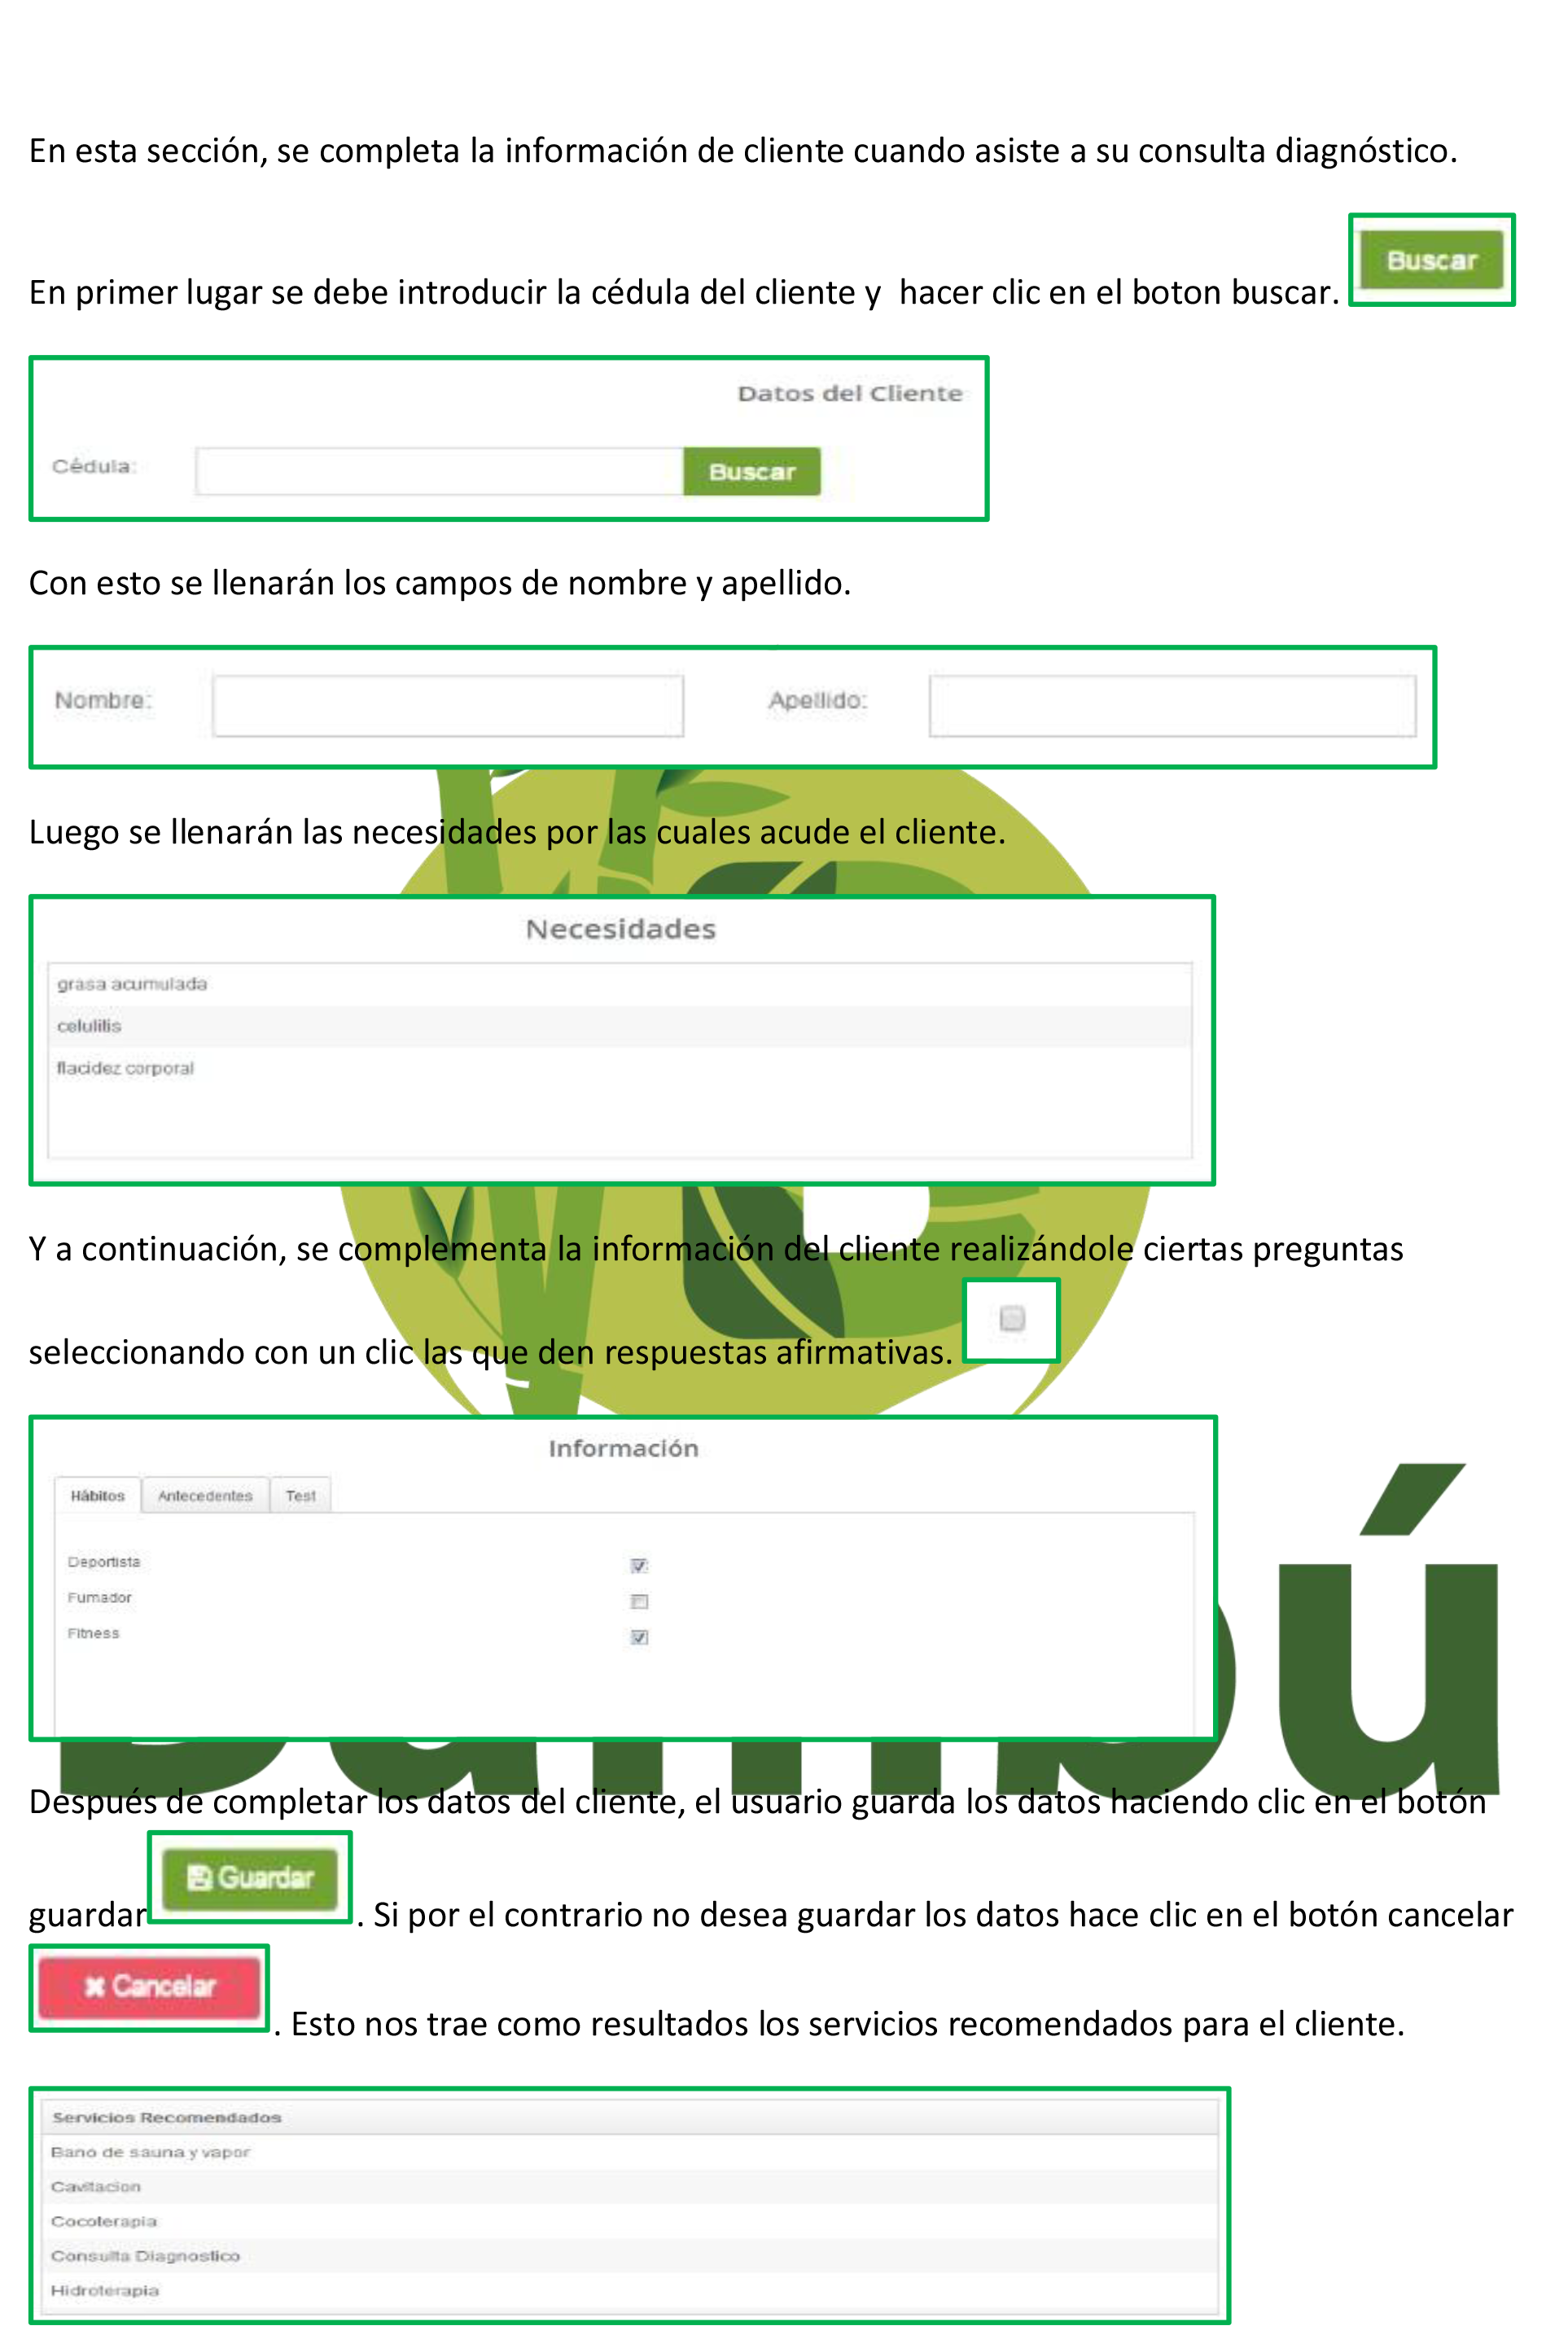 En esta sección, se completa la información de cliente cuando asiste a su consulta diagnóstico.
En primer lugar se debe introducir la cédula del cliente y  hacer clic en el boton buscar. Buscar
Datos del Cliente
Cédula: Buscar
Con esto se llenarán los campos de nombre y apellido.
Nombre: Apellido:
Luego se llenarán las necesidades por las cuales acude el cliente.
Necesidades
grasa acumulada
celulitis
flacidez corporal
Y a continuación, se complementa la información del cliente realizándole ciertas preguntas
seleccionando con un clic las que den respuestas afirmativas.
Información
Hábitos Antecedentes Test
Deportista
Fumador
Fitness
Después de completar los datos del cliente, el usuario guarda los datos haciendo clic en el botón
guardar Guardar . Si por el contrario no desea guardar los datos hace clic en el botón cancelar
Cancelar . Esto nos trae como resultados los servicios recomendados para el cliente.
Servicios Recomendados
Bano de sauna y vapor
Cavitacion
Cocoterapia
Consulta Diagnostico
Hidroterapia